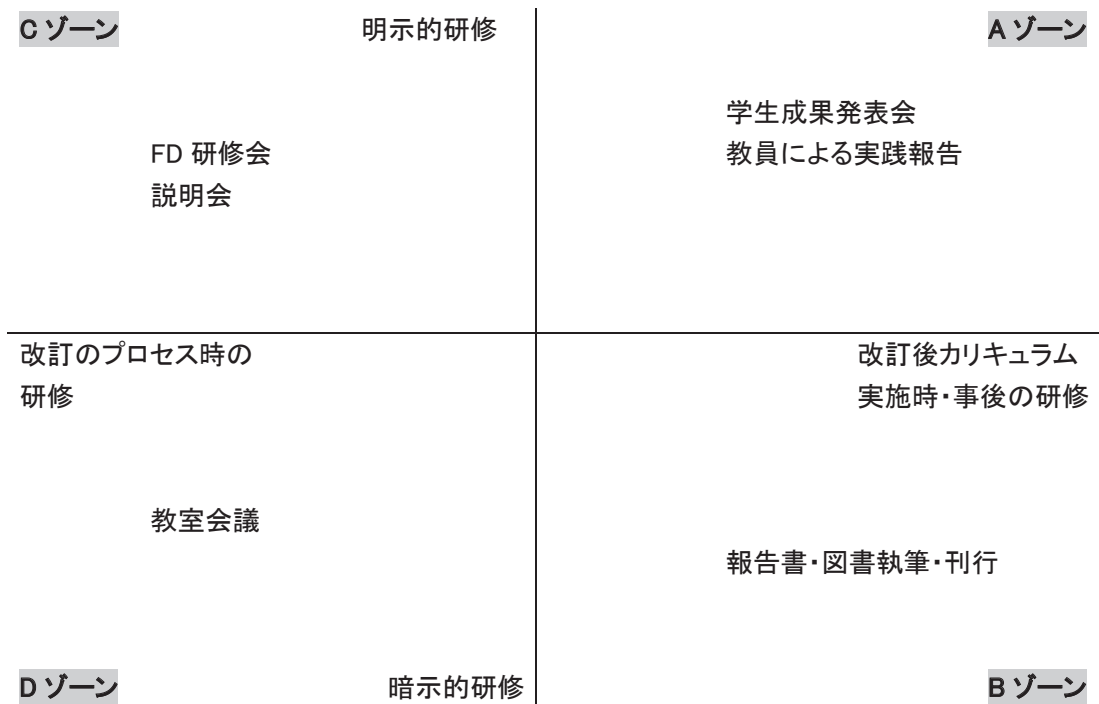 C ゾーン
明示的研修
A ゾーン
学生成果発表会
教員による実践報告
FD 研修会
説明会
改訂のプロセス時の
研修
改訂後カリキュラム
実施時・事後の研修
教室会議
報告書・図書執筆・刊行
D ゾーン
暗示的研修
B ゾーン